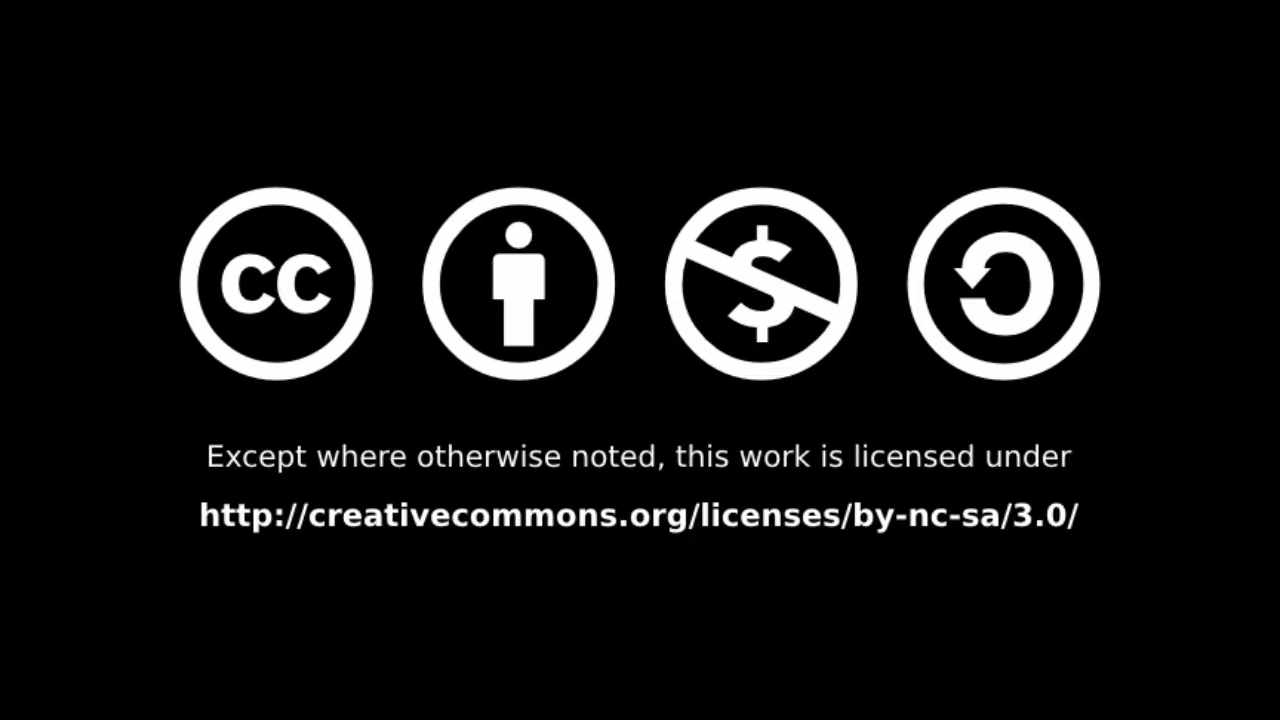 cc
$
Except where otherwise noted, this work is licensed under
http://creativecommons.org/licenses/by-nc-sa/3.0/